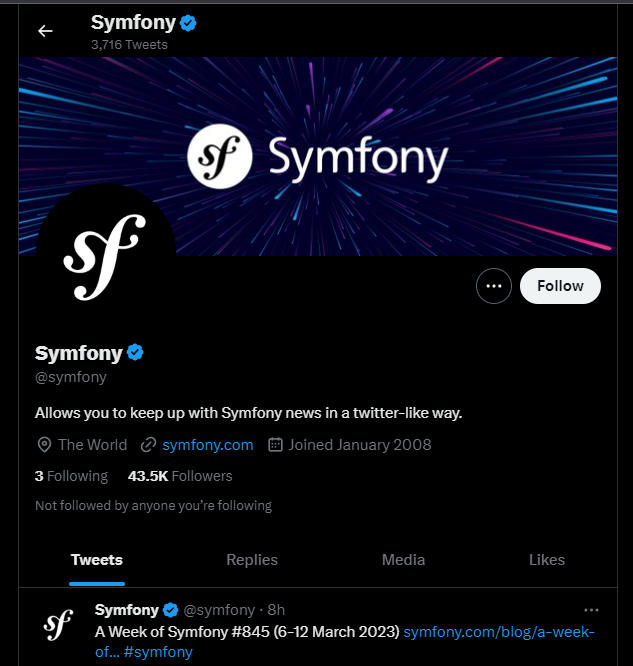 Symfony
3,716 Tweets
sf Symfony
sf
Follow
Symfony
@symfony
Allows you to keep up with Symfony news in a twitter-like way.
The World symfony.com Joined January 2008
3 Following 43.5K Followers
Not followed by anyone you're following
Tweets Replies Media Likes
sf Symfony @symfony · 8h
A Week of Symfony #845 (6-12 March 2023) symfony.com/blog/a-week-
of... #symfony